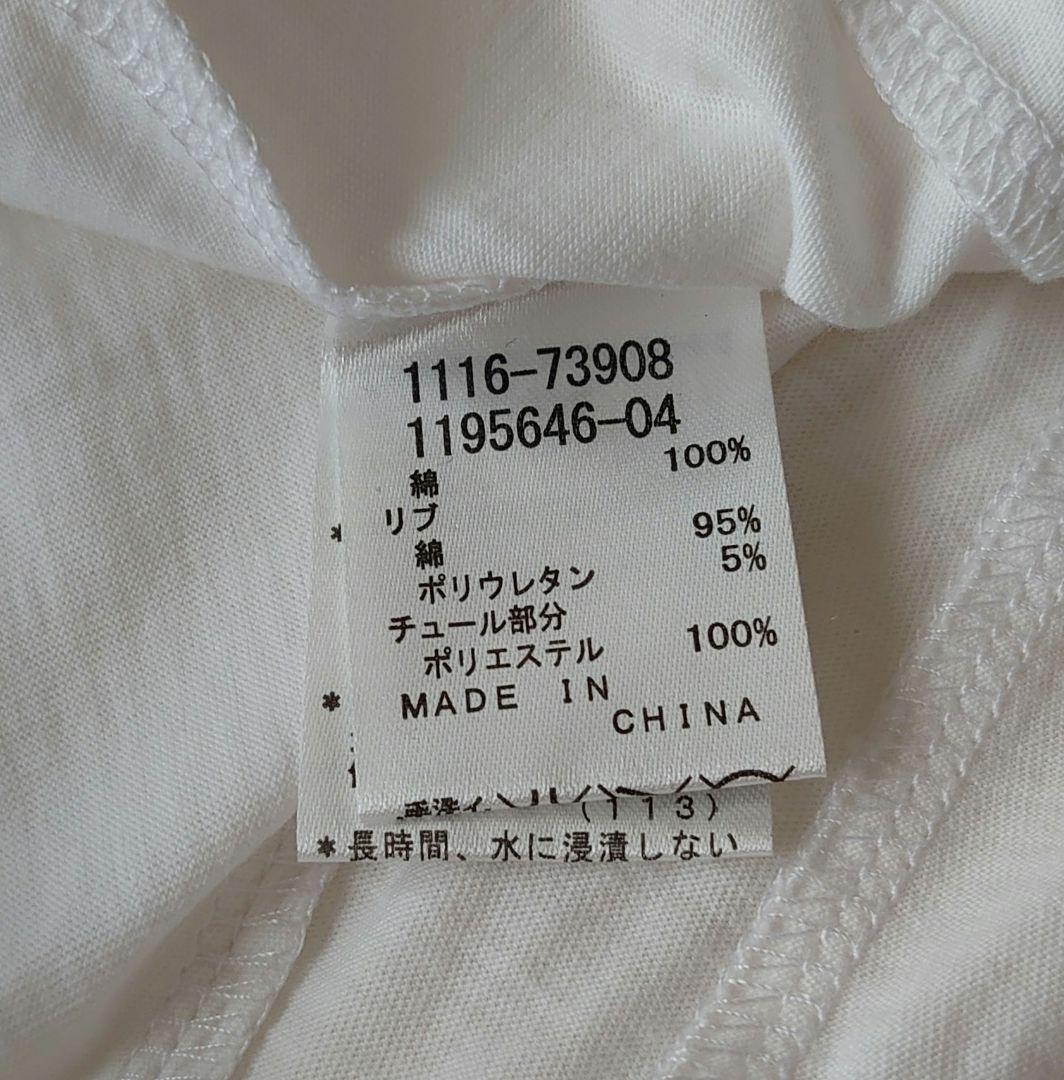 1116-73908
1195646-04
綿 100%
リブ
綿 95%
ポリウレタン 5%
チュール部分
ポリエステル 100%
MADE IN
CHINA
(113)
*長時間、水に浸漬しない